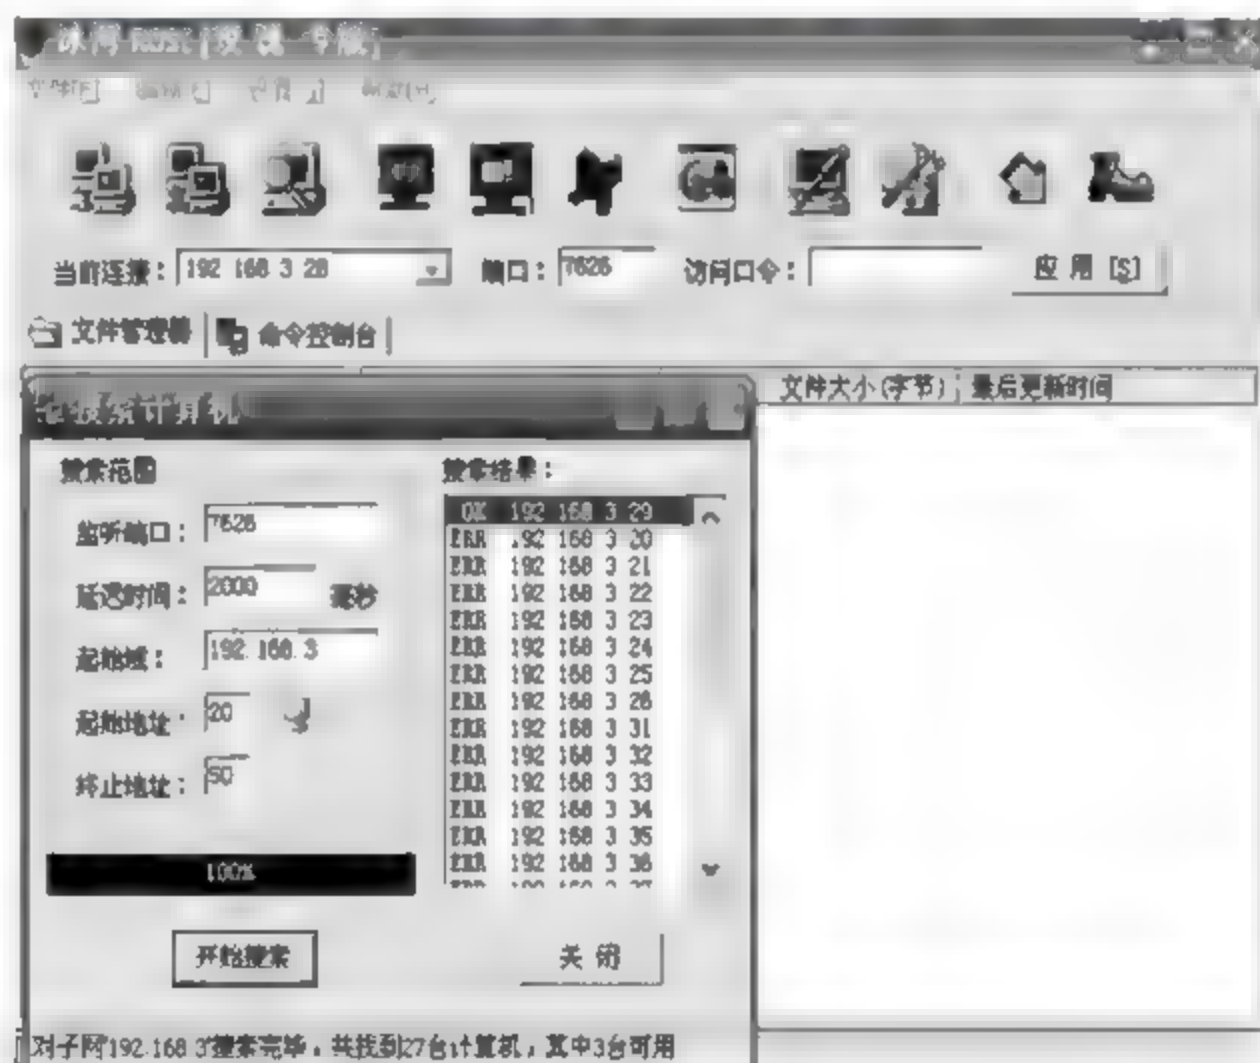 当前连接： 192 168 3 28 端口： 7626 访问口令： 应 用 [S]
文件管理器 命令控制台
文件大小(字节) 最后更新时间
搜索计算机
搜索范围
搜索结果：
监听端口： 7626
延迟时间： 2000 毫秒
起始域： 192.168.3
起始地址 20
终止地址： 50
OK 192 168 3 29
ERR 192 168 3 20
ERR 192 168 3 21
ERR 192 168 3 22
ERR 192 168 3 23
ERR 192 168 3 24
ERR 192 168 3 25
ERR 192 168 3 26
ERR 192 168 3 31
ERR 192 168 3 32
ERR 192 168 3 33
ERR 192 168 3 34
ERR 192 168 3 35
ERR 192 168 3 36
100%
开始搜索
关 闭
对子网192.168 3搜索完毕，共找到27台计算机，其中3台可用